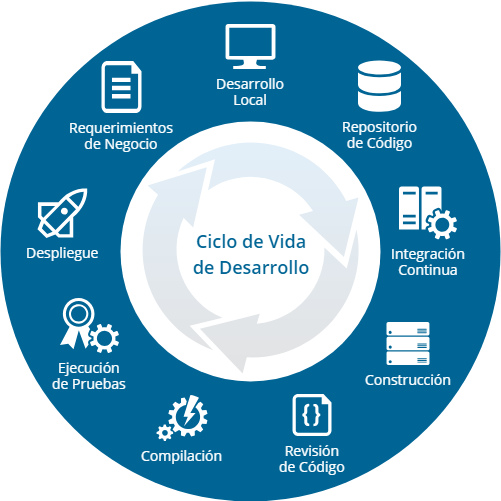 Desarrollo
Local
Repositorio
de Código
Integración
Continua
Construcción
Revisión
de Código
Compilación
Ejecución
de Pruebas
Despliegue
Requerimientos
de Negocio
Ciclo de Vida
de Desarrollo